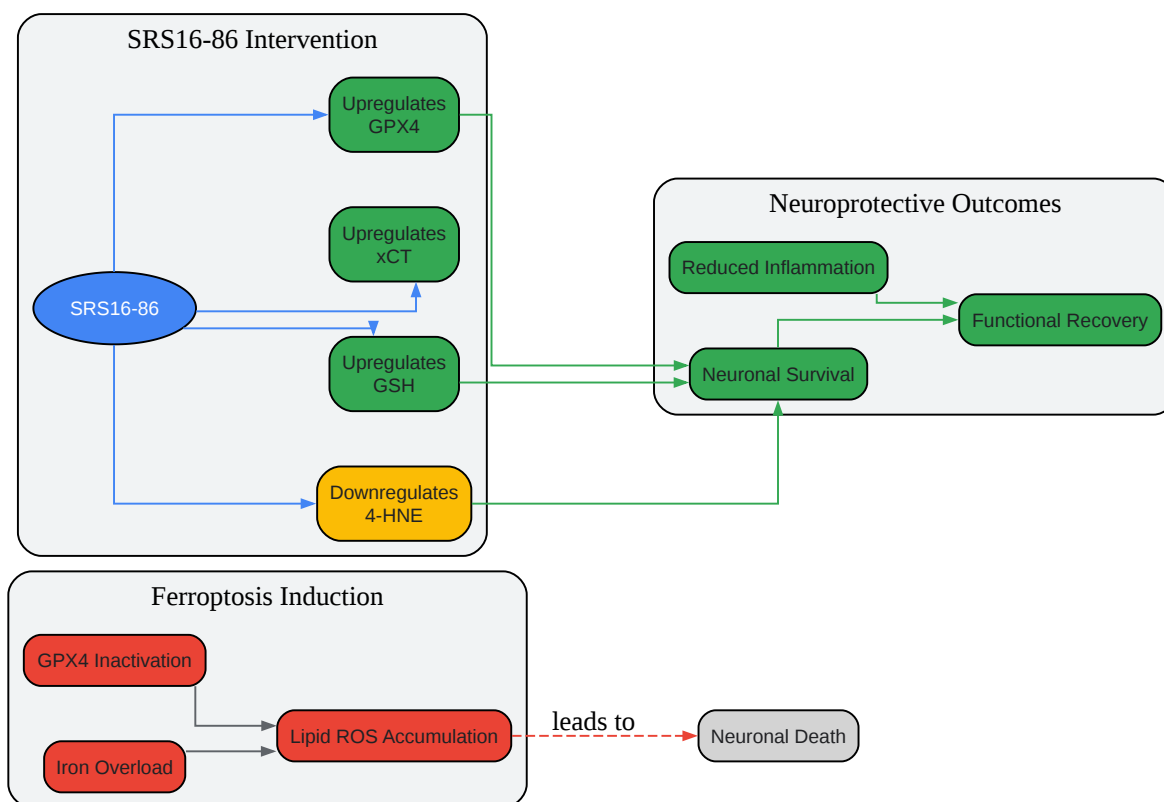 SRS16-86 Intervention
Upregulates
GPX4
Upregulates
xCT
SRS16-86
Upregulates
GSH
Downregulates
4-HNE
Neuroprotective Outcomes
Reduced Inflammation
Functional Recovery
Neuronal Survival
Ferroptosis Induction
GPX4 Inactivation
Lipid ROS Accumulation
leads to
Neuronal Death
Iron Overload